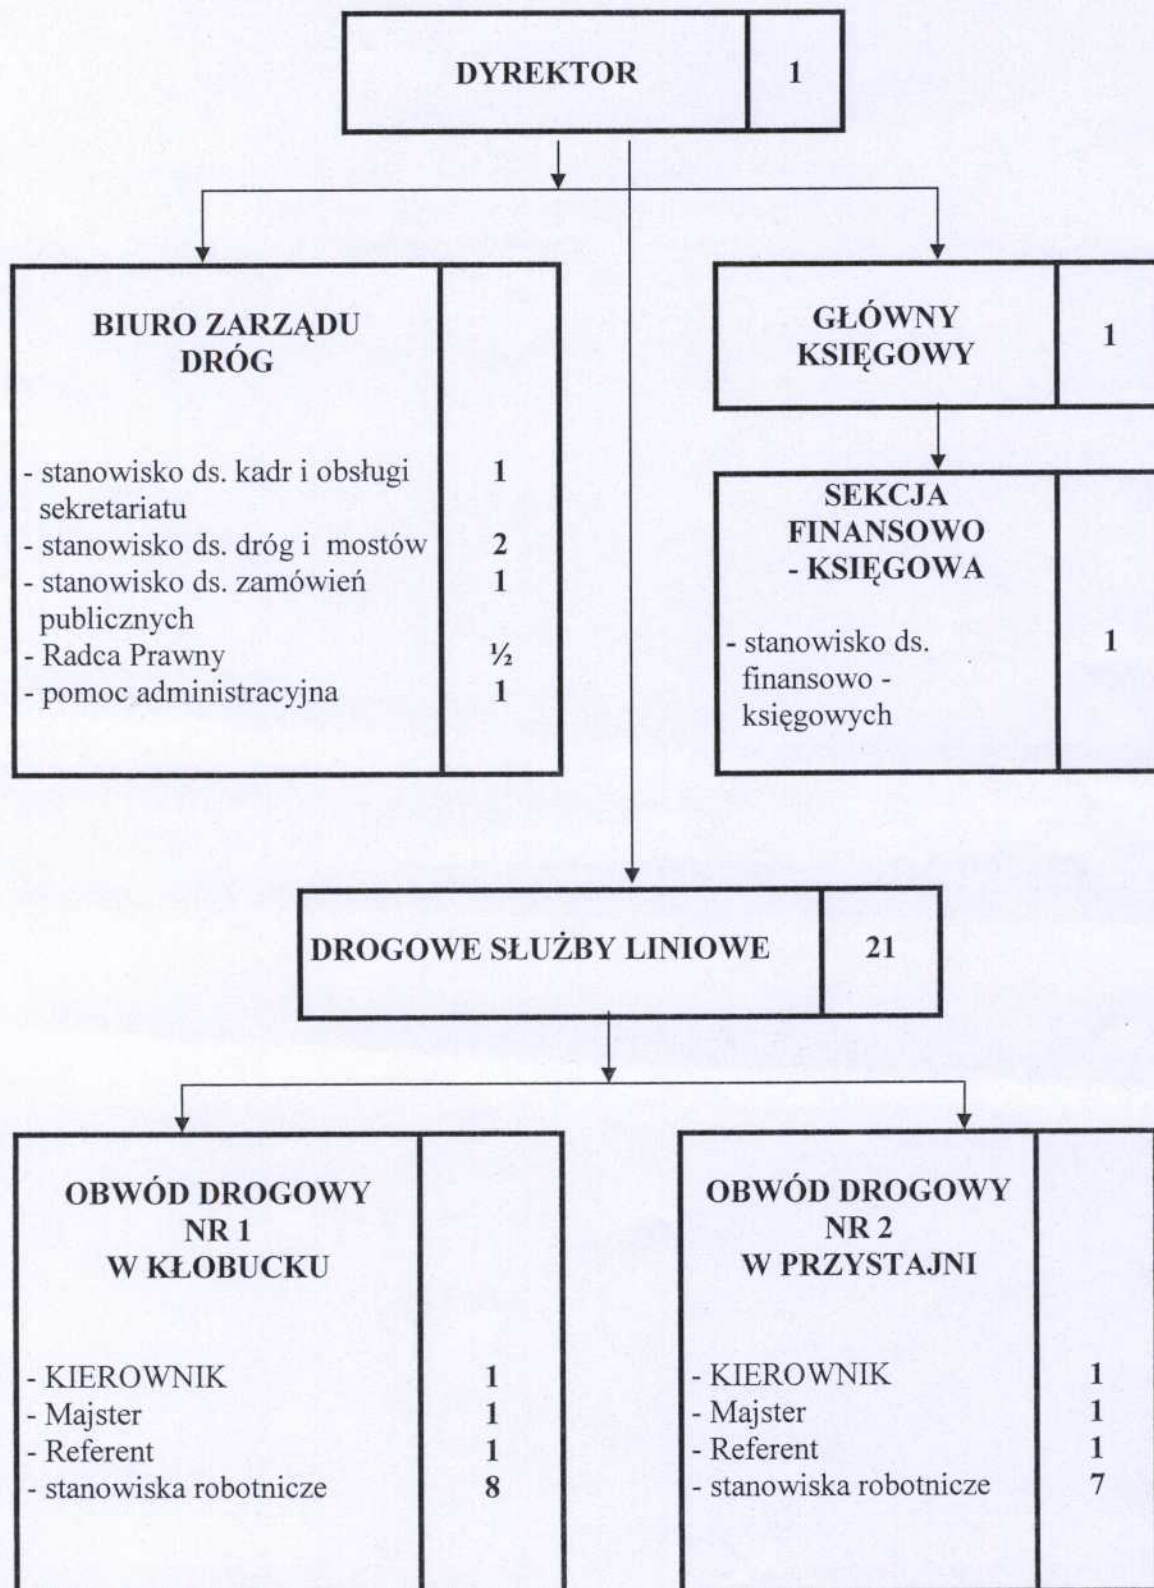 DYREKTOR 1
BIURO ZARZĄDU
DRÓG
- stanowisko ds. kadr i obsługi 1
sekretariatu
- stanowisko ds. dróg i mostów 2
- stanowisko ds. zamówień 1
publicznych
- Radca Prawny ½
- pomoc administracyjna 1
GŁÓWNY
KSIĘGOWY 1
SEKCJA
FINANSOWO
- KSIĘGOWA
- stanowisko ds. 1
finansowo -
księgowych
DROGOWE SŁUŻBY LINIOWE 21
OBWÓD DROGOWY
NR 1
W KŁOBUCKU
- KIEROWNIK 1
- Majster 1
- Referent 1
- stanowiska robotnicze 8
OBWÓD DROGOWY
NR 2
W PRZYSTAJNI
- KIEROWNIK 1
- Majster 1
- Referent 1
- stanowiska robotnicze 7